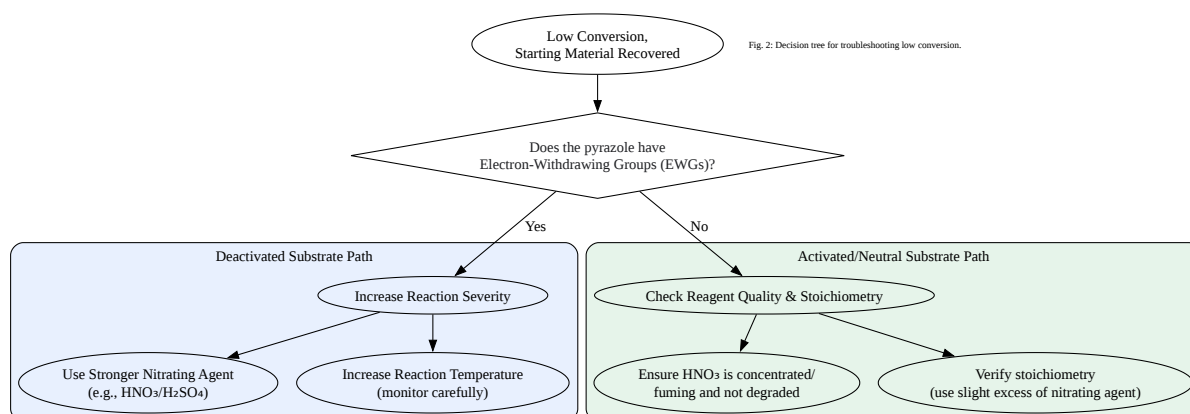 Low Conversion,
Starting Material Recovered
Fig. 2: Decision tree for troubleshooting low conversion.
Does the pyrazole have
Electron-Withdrawing Groups (EWGs)?
Yes
No
Deactivated Substrate Path
Activated/Neutral Substrate Path
Increase Reaction Severity
Check Reagent Quality & Stoichiometry
Use Stronger Nitrating Agent
(e.g., HNO₃/H₂SO₄)
Increase Reaction Temperature
(monitor carefully)
Ensure HNO₃ is concentrated/
fuming and not degraded
Verify stoichiometry
(use slight excess of nitrating agent)